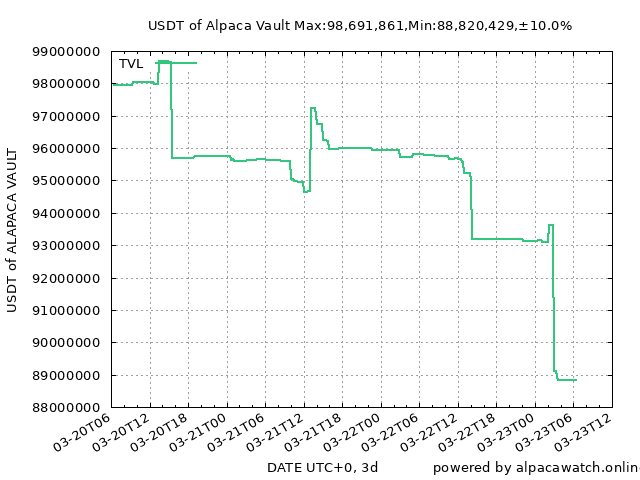 USDT of Alpaca Vault Max:98,691,861,Min:88,820,429,±10.0%
99000000
TVL
98000000
97000000
96000000
95000000
94000000
93000000
92000000
91000000
90000000
89000000
88000000
USDT of ALAPACA VAULT
03-20T06
03-20T12
03-20T18
03-21T00
03-21T06
03-21T12
03-21T18
03-22T00
03-22T06
03-22T12
03-22T18
03-23T00
03-23T06
03-23T12
DATE UTC+0, 3d
powered by alpacawatch.online